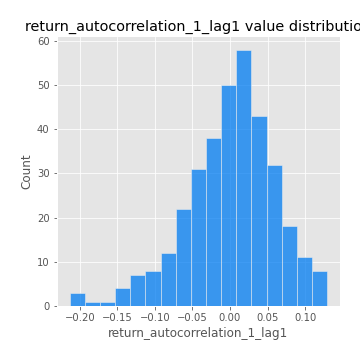 return_autocorrelation_1_lag1 value distributio
60
50
40
30
20
10
0
Count
−0.20 −0.15 −0.10 −0.05 0.00 0.05 0.10
return_autocorrelation_1_lag1